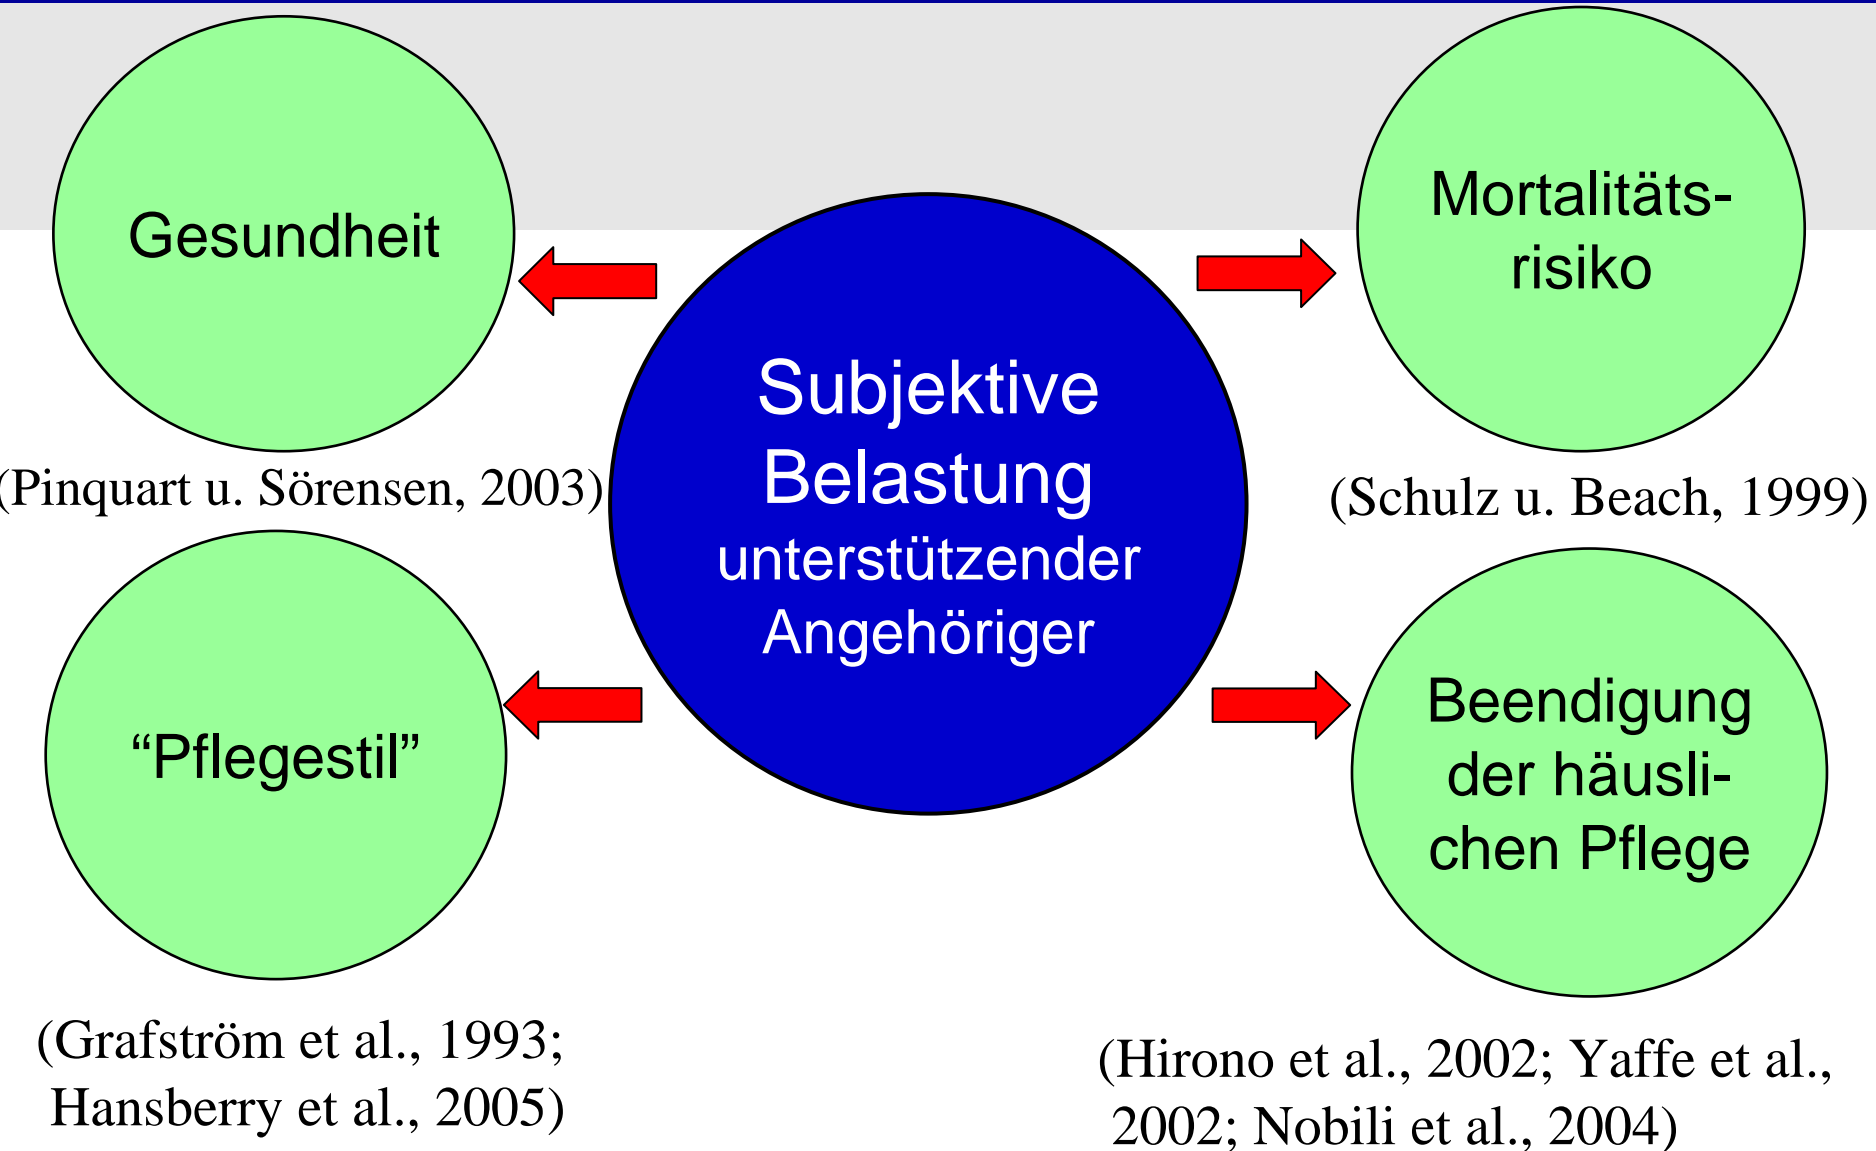 Gesundheit
(Pinquart u. Sörensen, 2003)
Mortalitäts-
risiko
(Schulz u. Beach, 1999)
Subjektive
Belastung
unterstützender
Angehöriger
“Pflegestil”
(Grafström et al., 1993;
Hansberry et al., 2005)
Beendigung
der häusli-
chen Pflege
(Hirono et al., 2002; Yaffe et al.,
2002; Nobili et al., 2004)